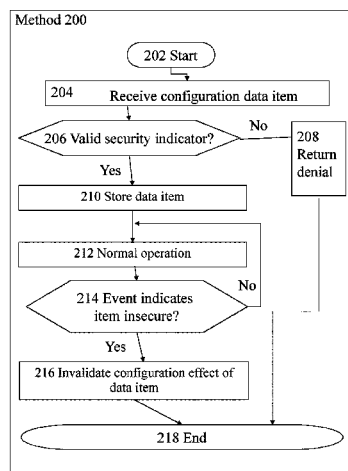 Method 200
202 Start
204 Receive configuration data item
206 Valid security indicator?
No
208
Return
denial
Yes
210 Store data item
212 Normal operation
No
214 Event indicates
item insecure?
Yes
216 Invalidate configuration effect of
data item
218 End